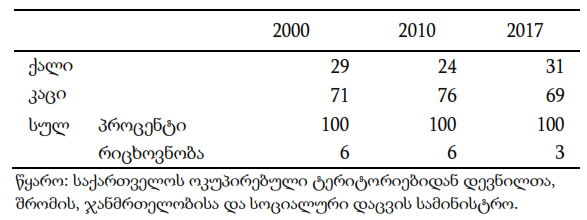 2000 2010 2017
ქალი 29 24 31
კაცი 71 76 69
სულ პროცენტი 100 100 100
რიცხოვნობა 6 6 3
წყარო: საქართველოს ოკუპირებული ტერიტორიებიდან დევნილთა,
შრომის, ჯანმრთელობისა და სოციალური დაცვის სამინისტრო.